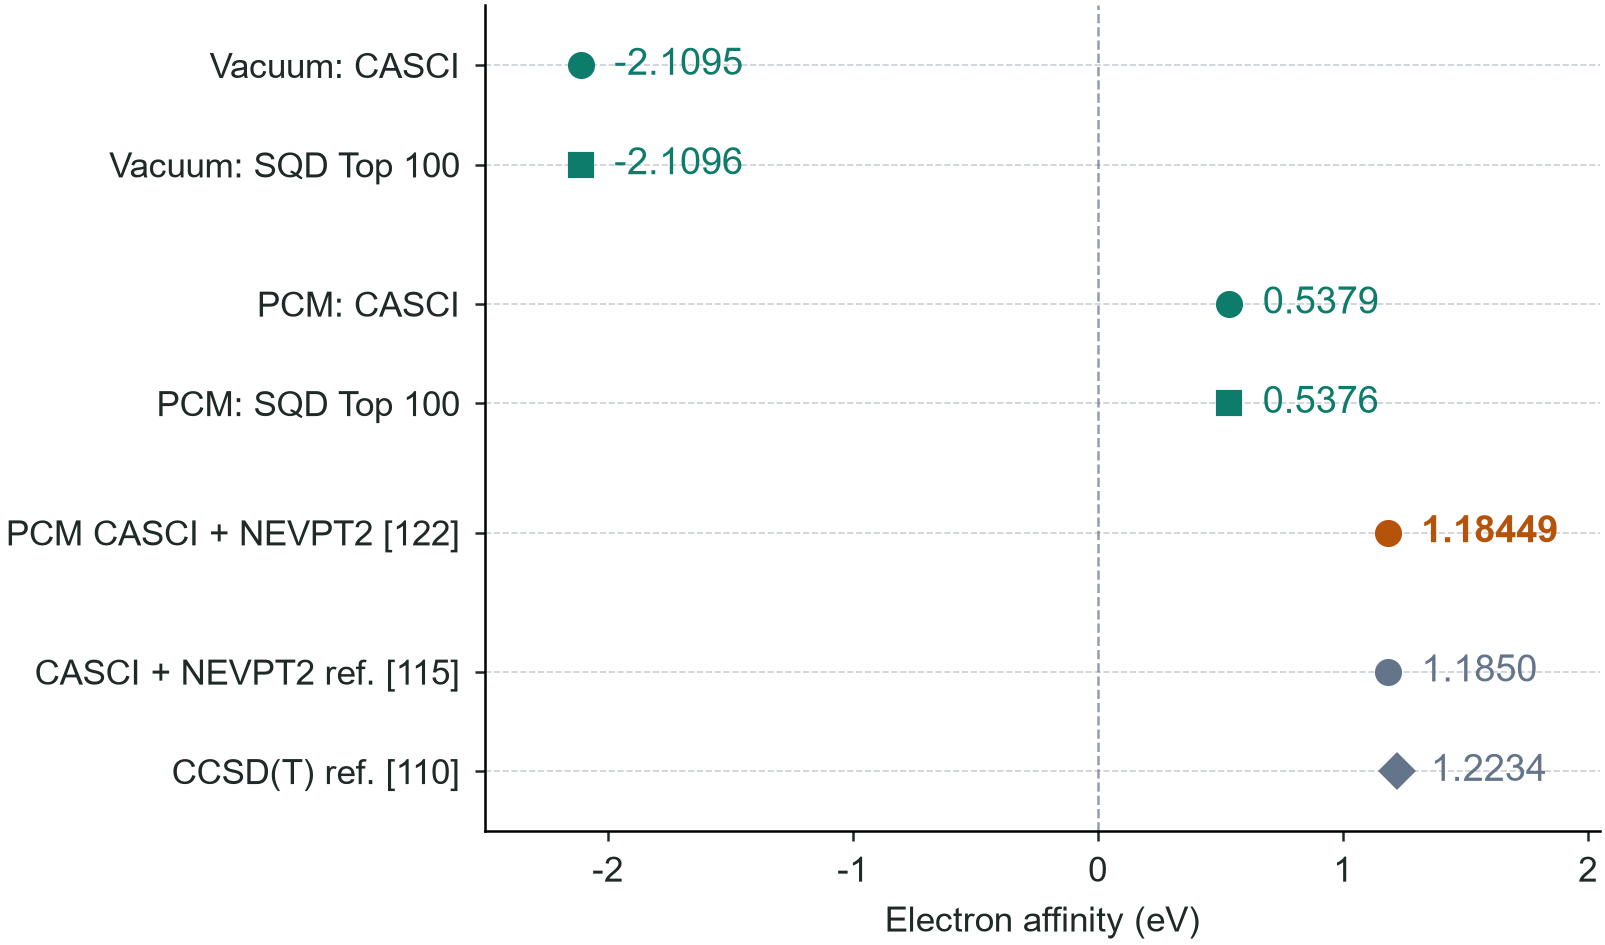 Vacuum: CASCI -2.1095
Vacuum: SQD Top 100 -2.1096
PCM: CASCI 0.5379
PCM: SQD Top 100 0.5376
PCM CASCI + NEVPT2 [122] 1.18449
CASCI + NEVPT2 ref. [115] 1.1850
CCSD(T) ref. [110] 1.2234
-2 -1 0 1 2
Electron affinity (eV)